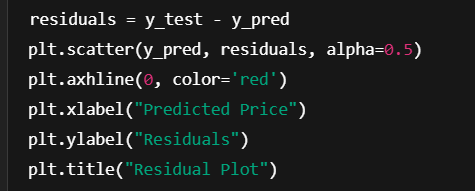 residuals = y_test - y_pred
plt.scatter(y_pred, residuals, alpha=0.5)
plt.axhline(0, color='red')
plt.xlabel("Predicted Price")
plt.ylabel("Residuals")
plt.title("Residual Plot")